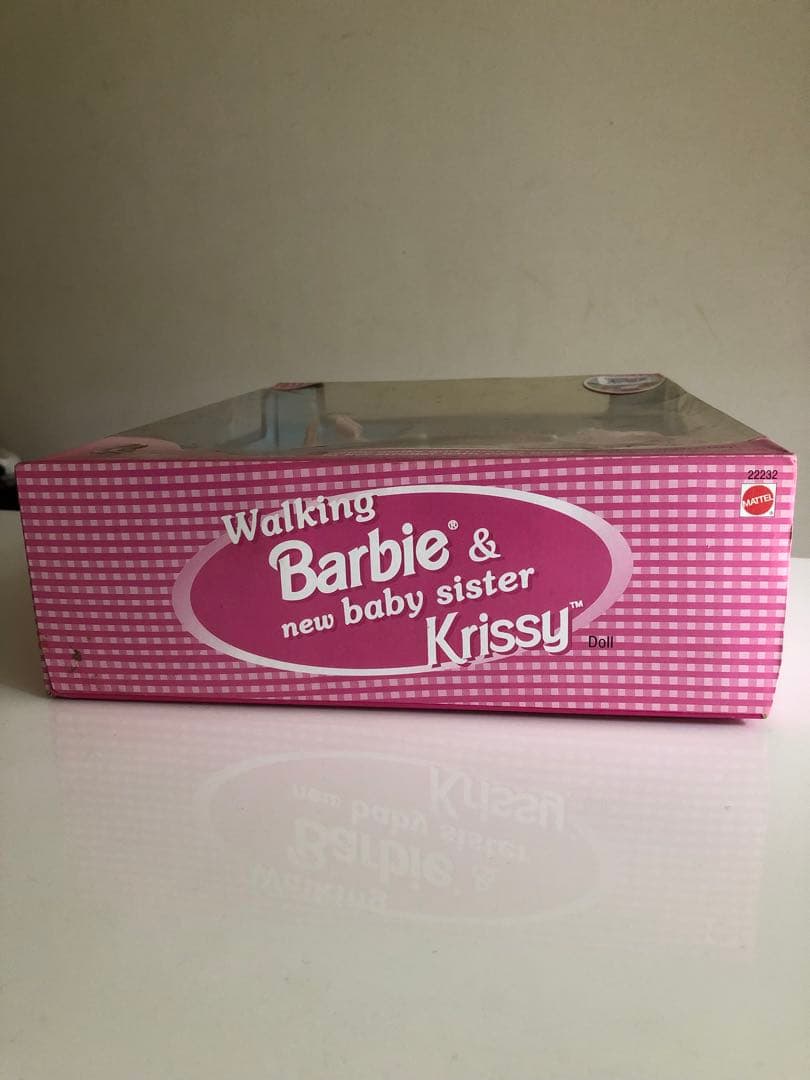 22232
MATTEL
Walking
Barbie® &
new baby sister
Krissy™
Doll